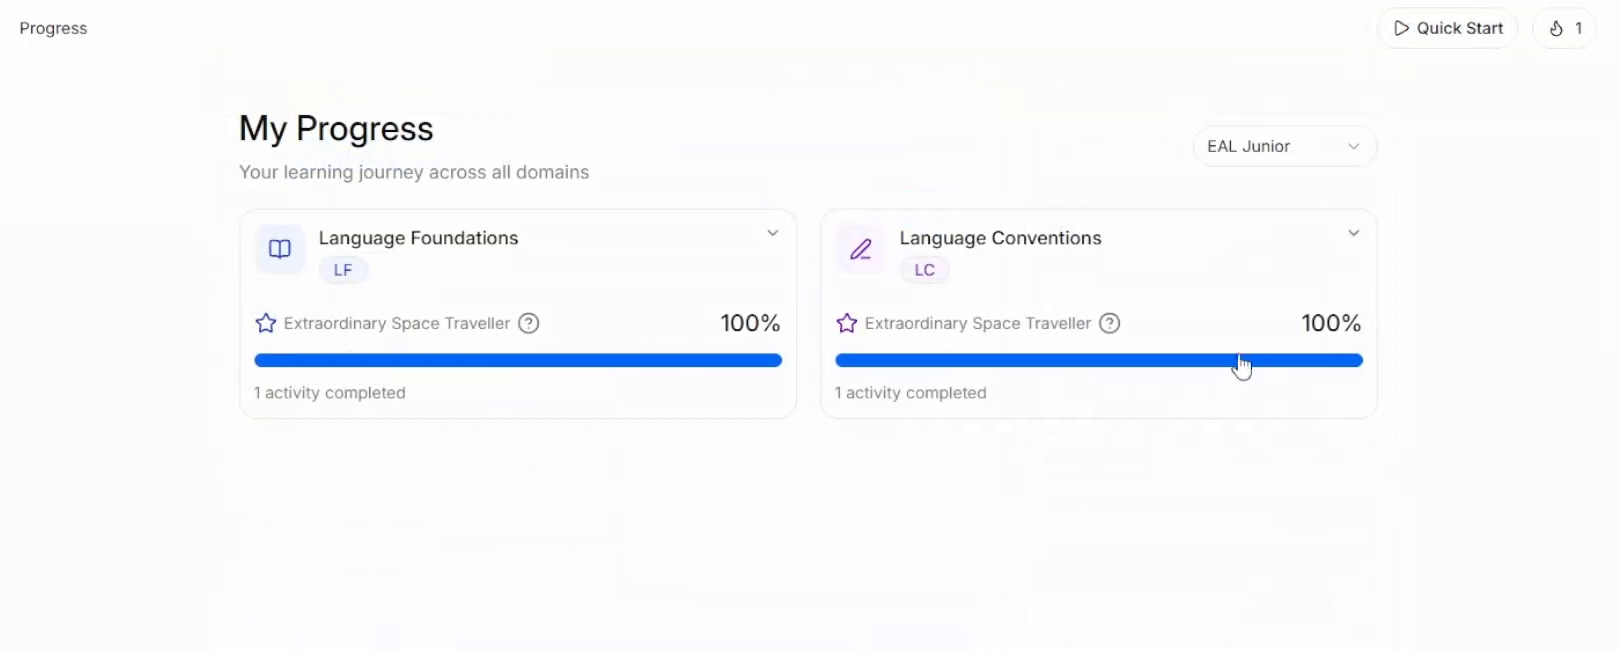 Progress
Quick Start
1
My Progress
Your learning journey across all domains
EAL Junior
Language Foundations
LF
Extraordinary Space Traveller ? 100%
1 activity completed
Language Conventions
LC
Extraordinary Space Traveller ? 100%
1 activity completed